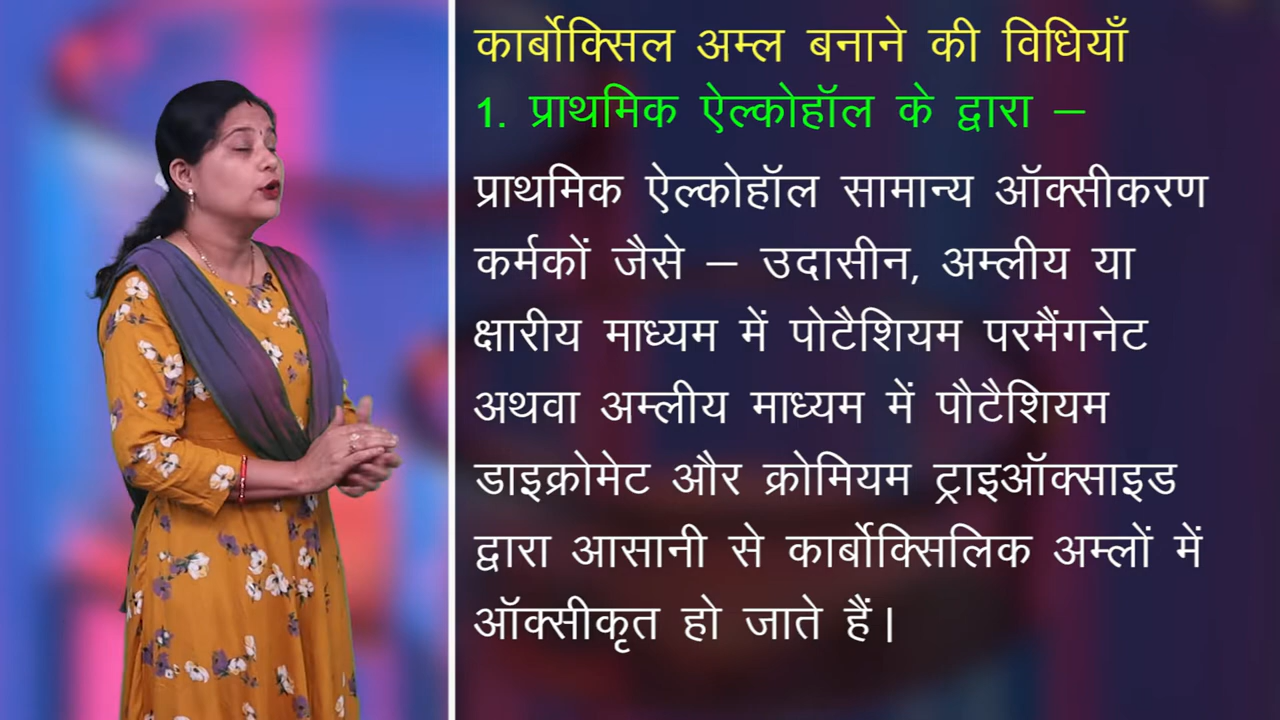 कार्बोक्सिल अम्ल बनाने की विधियाँ
1. प्राथमिक ऐल्कोहॉल के द्वारा –
प्राथमिक ऐल्कोहॉल सामान्य ऑक्सीकरण
कर्मकों जैसे – उदासीन, अम्लीय या
क्षारीय माध्यम में पोटैशियम परमैंगनेट
अथवा अम्लीय माध्यम में पौटैशियम
डाइक्रोमेट और क्रोमियम ट्राइऑक्साइड
द्वारा आसानी से कार्बोक्सिलिक अम्लों में
ऑक्सीकृत हो जाते हैं।